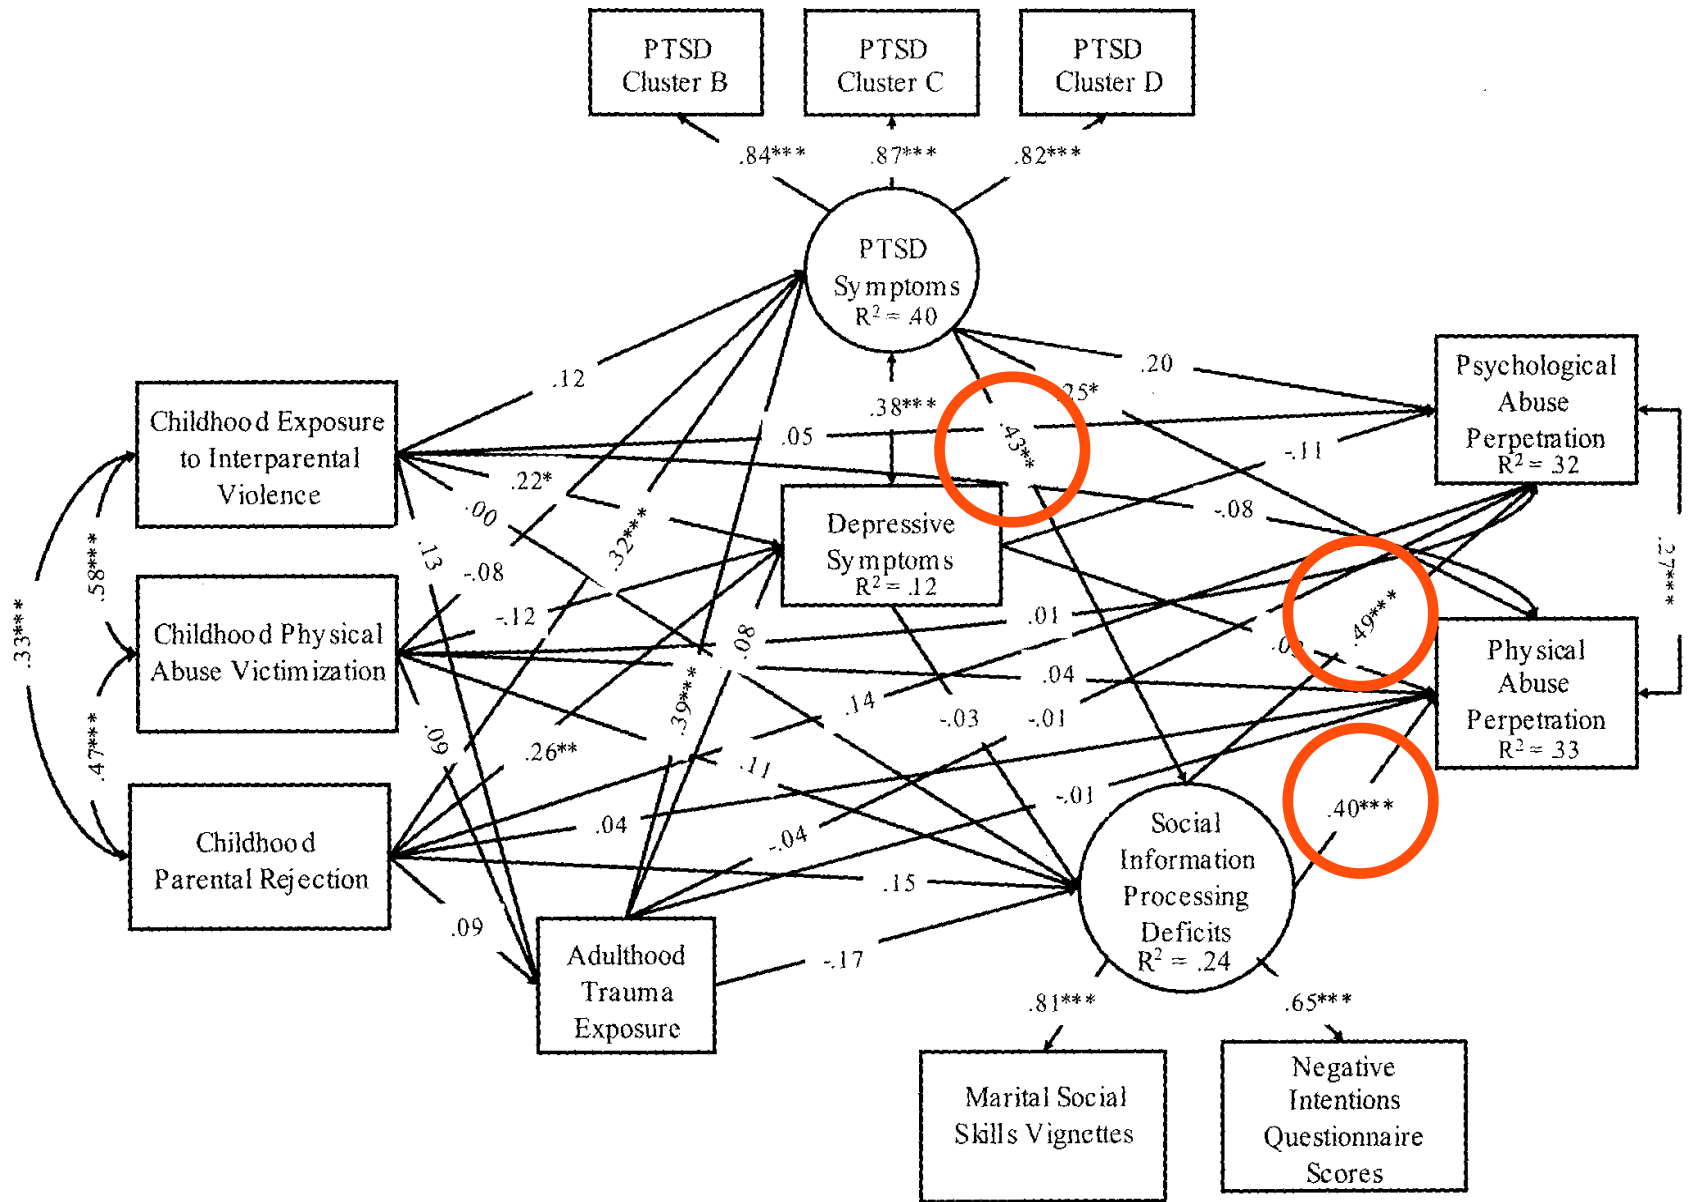 PTSD
Cluster B
PTSD
Cluster C
PTSD
Cluster D
.84***
.87***
.82***
PTSD
Symptoms
R² = .40
.12
.38***
.43**
.25*
.20
Psychological
Abuse
Perpetration
R² = .32
Childhood Exposure
to Interparental
Violence
.05
-.11
.22*
.00
-.08
Depressive
Symptoms
R² = .12
.32***
.13
-.08
.58***
.33***
.27***
Childhood Physical
Abuse Victimization
-.12
.01
.49***
Physical
Abuse
Perpetration
R² = .33
.08
.04
.39***
.14
-.03
-.01
.09
.47***
.26**
.11
-.01
.40***
Childhood
Parental Rejection
.04
-.04
Social
Information
Processing
Deficits
R² = .24
.15
.09
Adulthood
Trauma
Exposure
-.17
.81***
.65***
Marital Social
Skills Vignettes
Negative
Intentions
Questionnaire
Scores